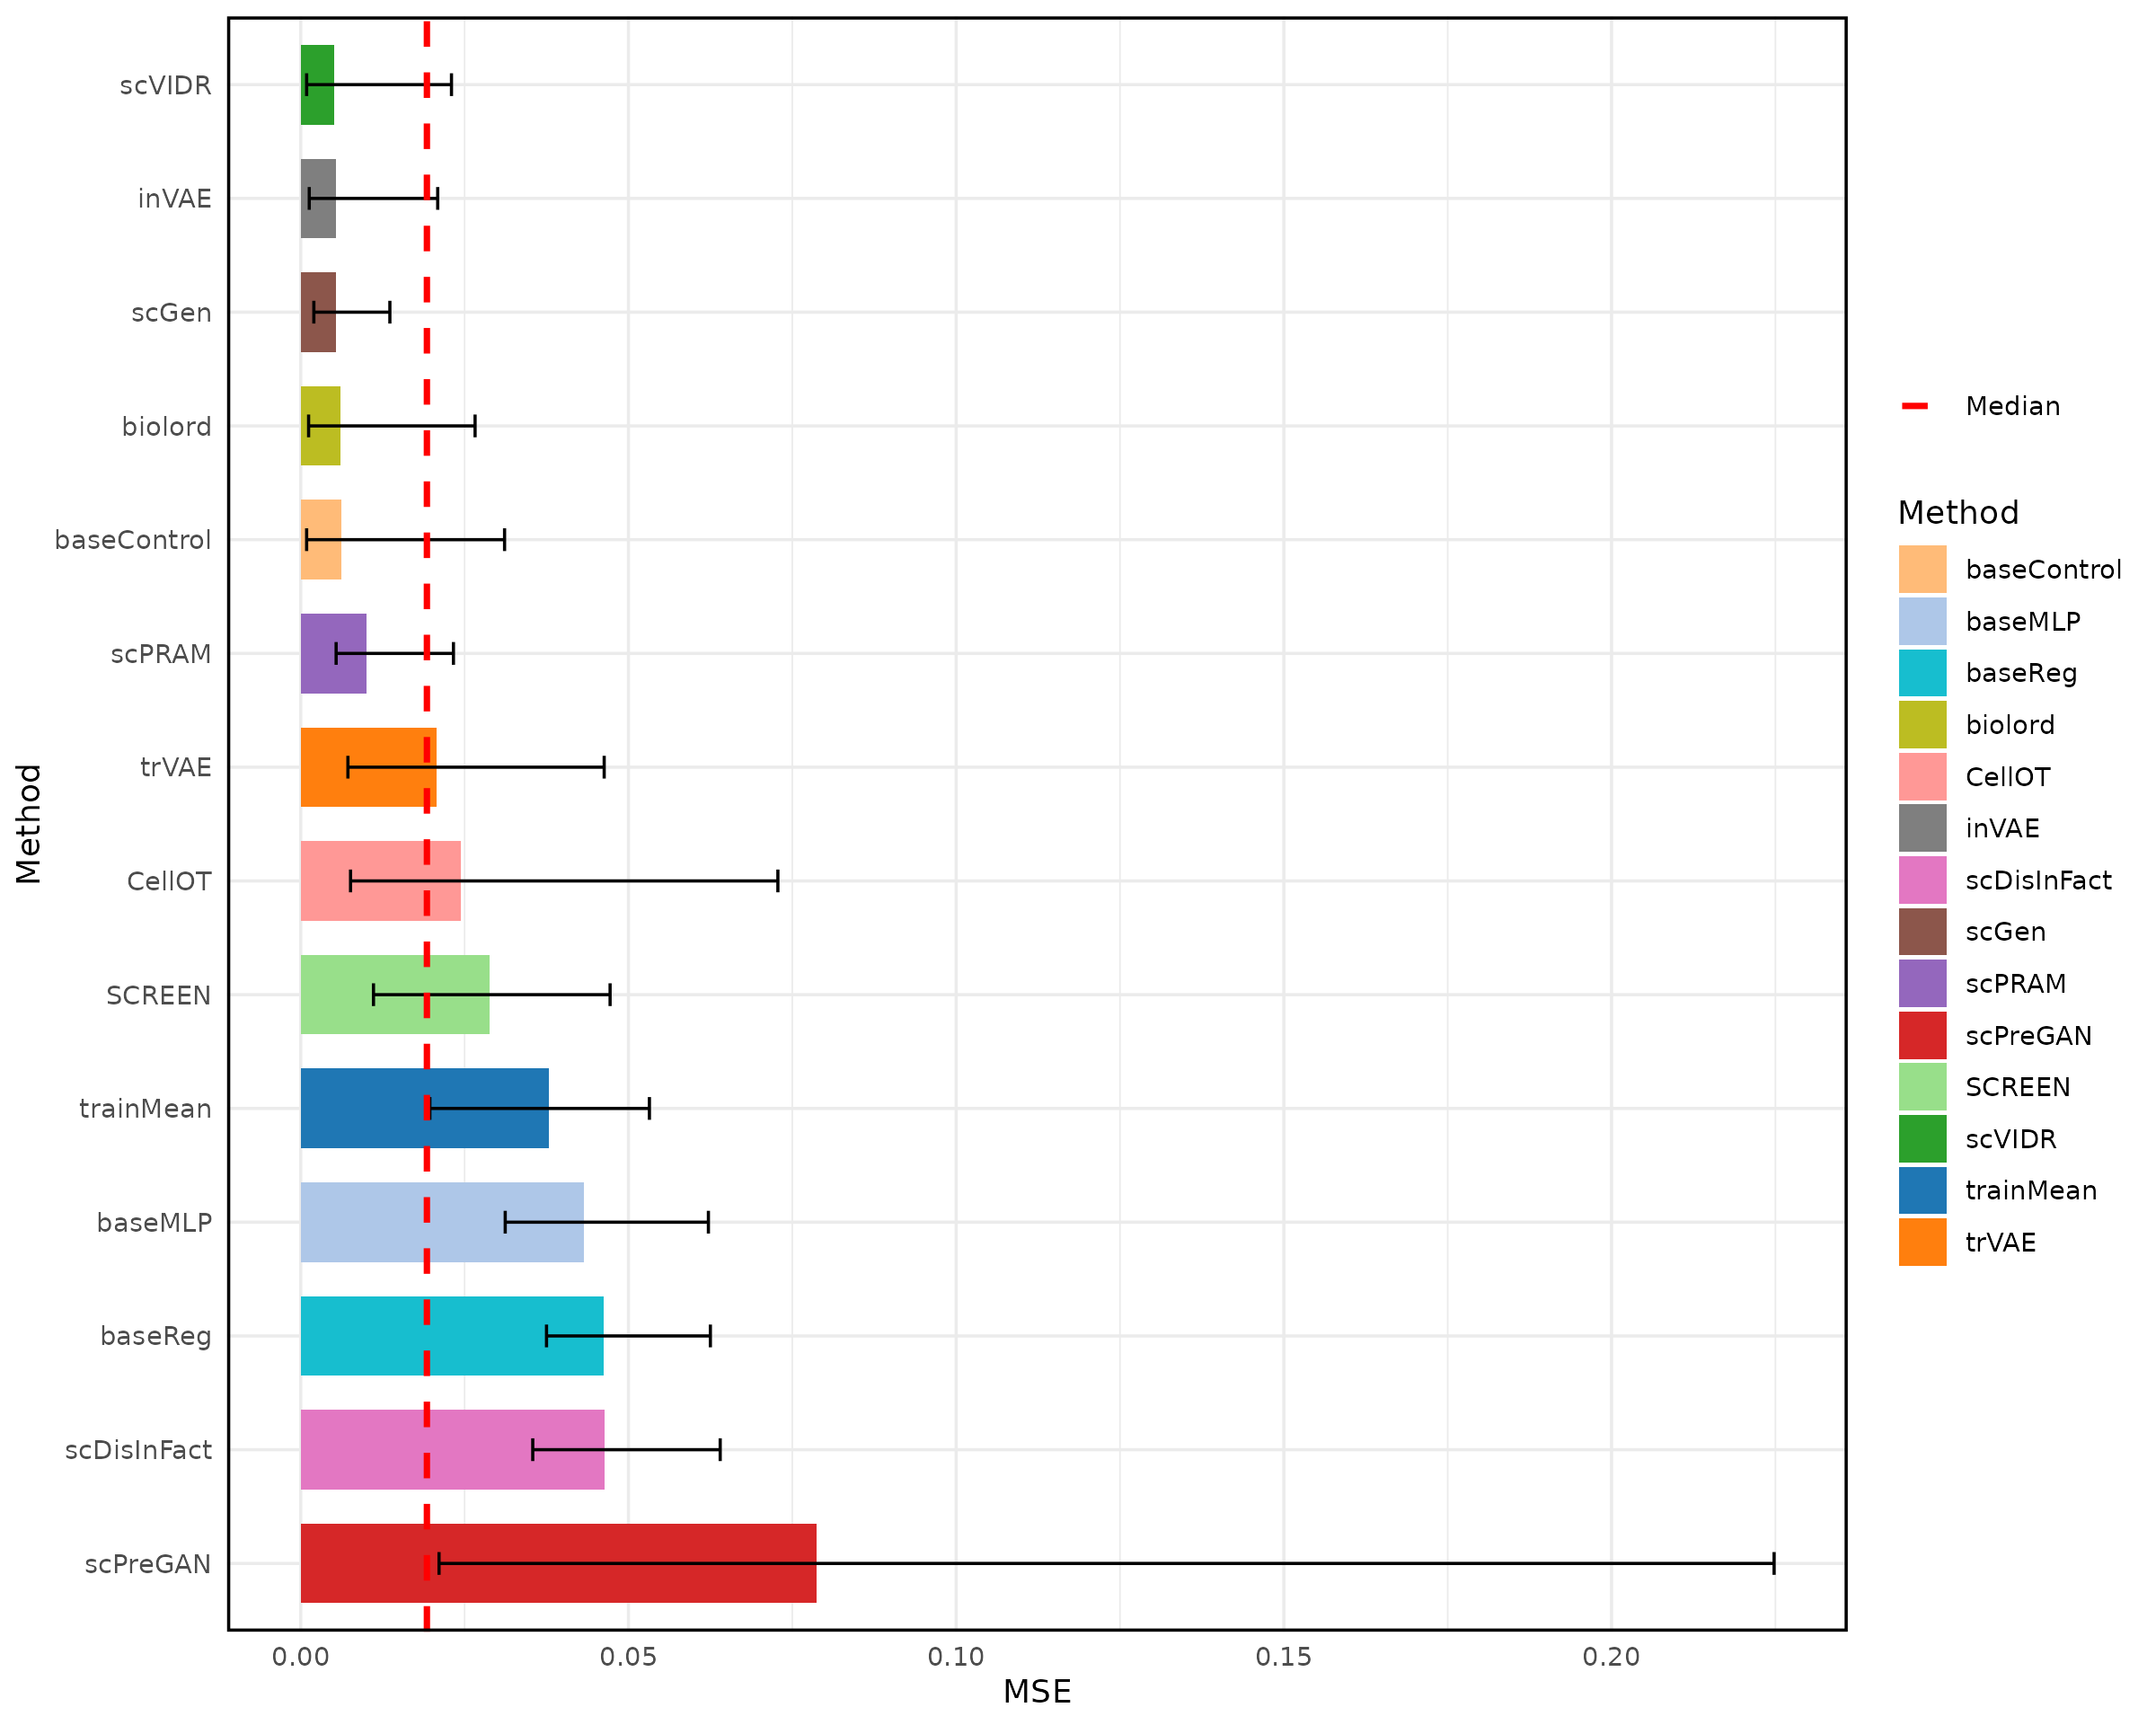 scVIDR
inVAE
scGen
biolord
baseControl
scPRAM
trVAE
CellOT
SCREEN
trainMean
baseMLP
baseReg
scDisInFact
scPreGAN
Method
0.00 0.05 0.10 0.15 0.20
MSE
Median
Method
baseControl
baseMLP
baseReg
biolord
CellOT
inVAE
scDisInFact
scGen
scPRAM
scPreGAN
SCREEN
scVIDR
trainMean
trVAE